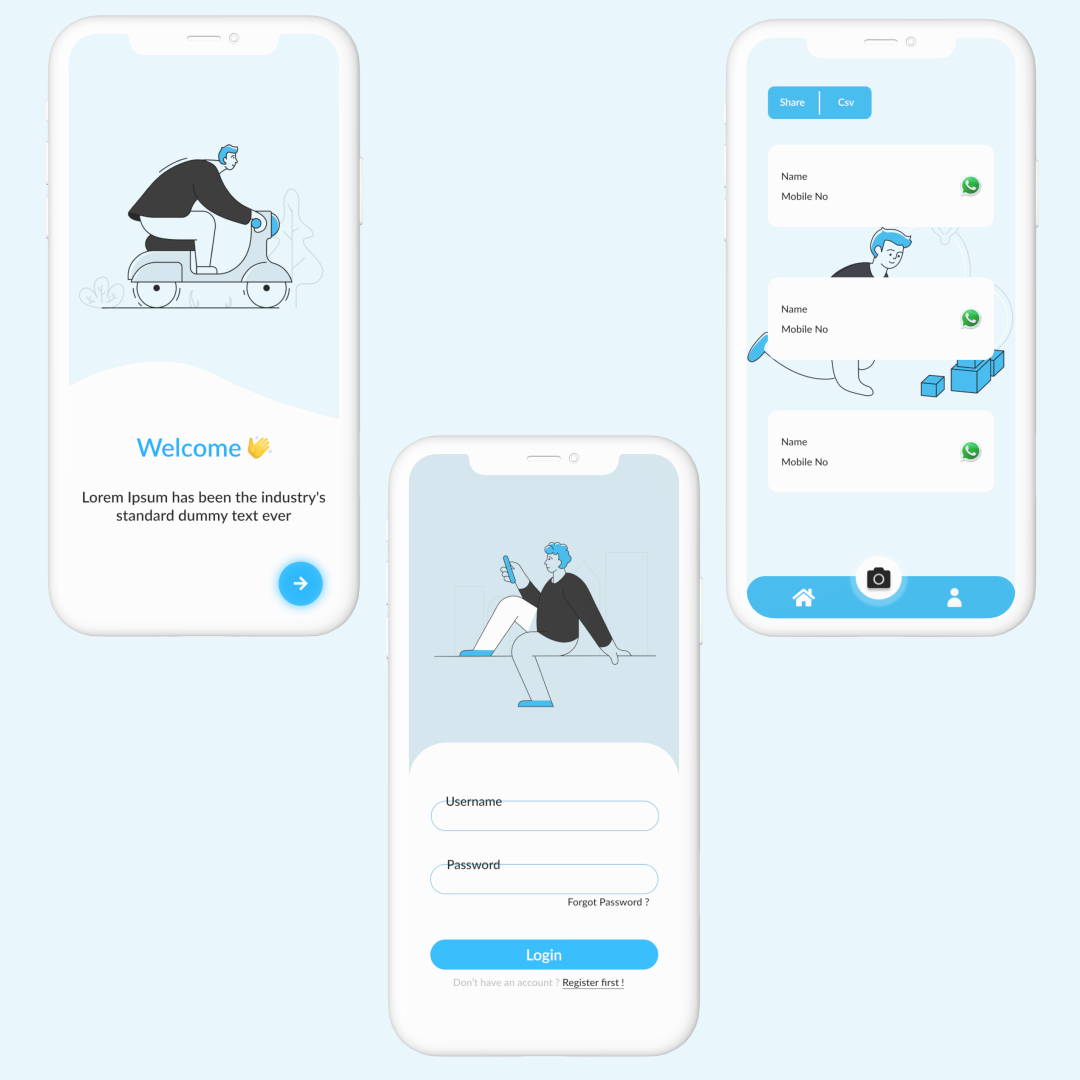 Welcome 👋
Lorem Ipsum has been the industry's
standard dummy text ever
Username
Password
Forgot Password ?
Login
Don't have an account ? Register first !
Share Csv
Name
Mobile No
Name
Mobile No
Name
Mobile No